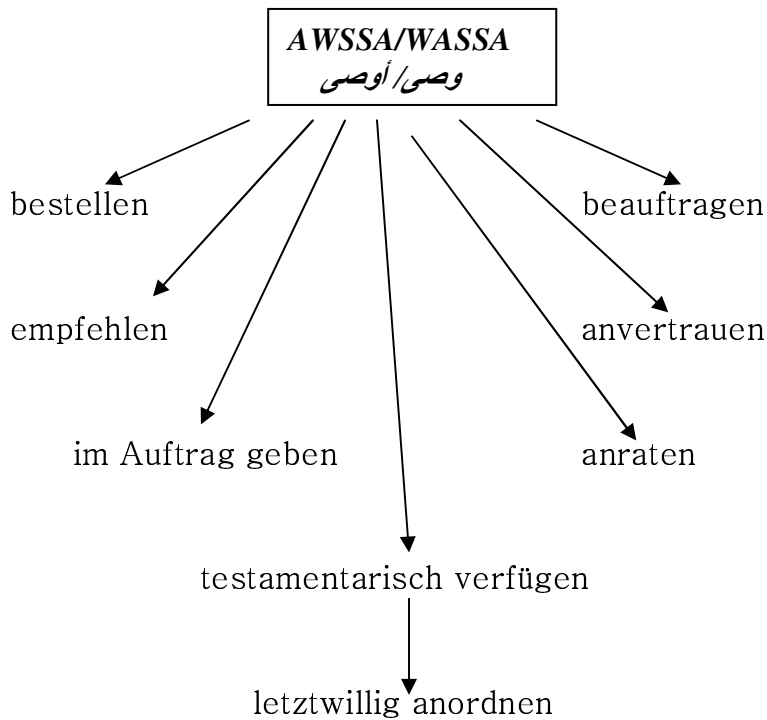 AWSSA/WASSA
وصى/ أوصى
bestellen
beauftragen
empfehlen
anvertrauen
im Auftrag geben
anraten
testamentarisch verfügen
letztwillig anordnen